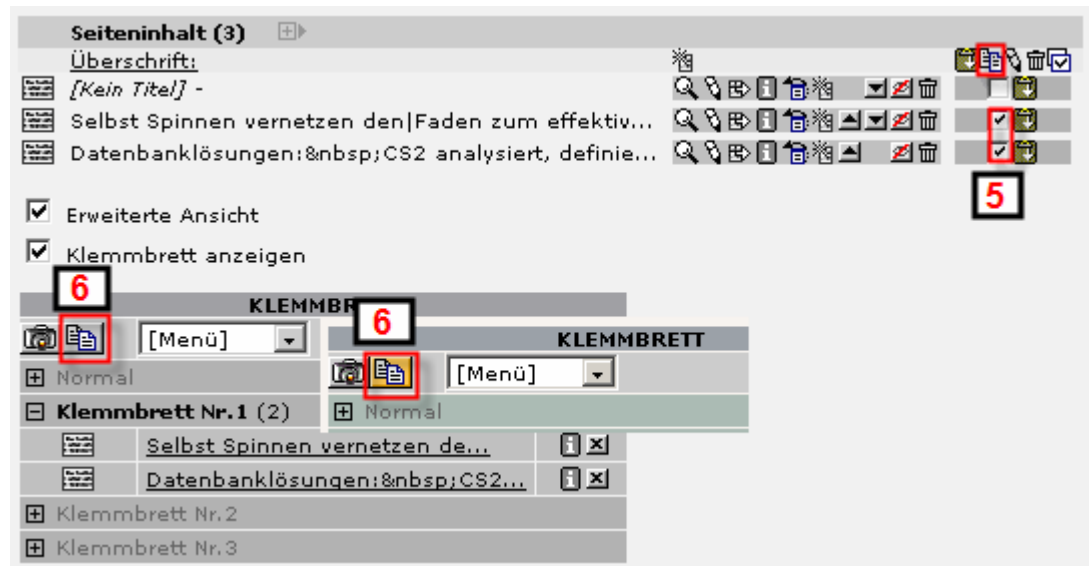 Seiteninhalt (3)
Überschrift:
[Kein Titel] -
Selbst Spinnen vernetzen den|Faden zum effektiv...
Datenbanklösungen:&nbsp;CS2 analysiert, definie...
5
Erweiterte Ansicht
Klemmbrett anzeigen
6
KLEMMBR
[Menü]
Normal
6
KLEMMBRETT
[Menü]
Normal
Klemmbrett Nr.1 (2)
Selbst Spinnen vernetzen de...
Datenbanklösungen:&nbsp;CS2...
Klemmbrett Nr.2
Klemmbrett Nr.3